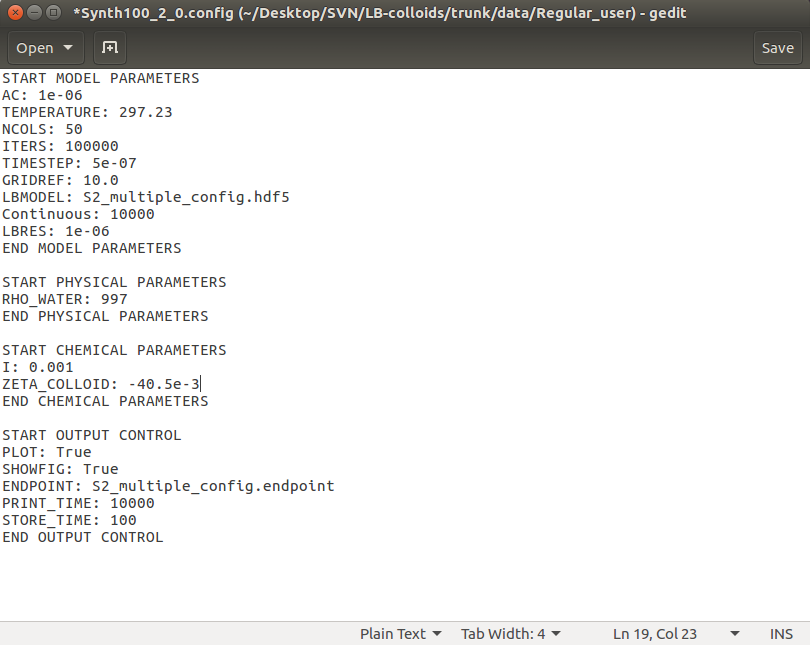 *Synth100_2_0.config (~/Desktop/SVN/LB-colloids/trunk/data/Regular_user) - gedit
Open
Save
START MODEL PARAMETERS
AC: 1e-06
TEMPERATURE: 297.23
NCOLS: 50
ITERS: 100000
TIMESTEP: 5e-07
GRIDREF: 10.0
LBMODEL: S2_multiple_config.hdf5
Continuous: 10000
LBRES: 1e-06
END MODEL PARAMETERS

START PHYSICAL PARAMETERS
RHO_WATER: 997
END PHYSICAL PARAMETERS

START CHEMICAL PARAMETERS
I: 0.001
ZETA_COLLOID: -40.5e-3
END CHEMICAL PARAMETERS

START OUTPUT CONTROL
PLOT: True
SHOWFIG: True
ENDPOINT: S2_multiple_config.endpoint
PRINT_TIME: 10000
STORE_TIME: 100
END OUTPUT CONTROL
Plain Text Tab Width: 4 Ln 19, Col 23 INS